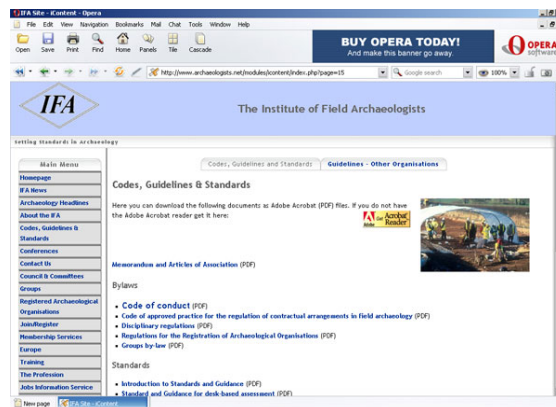 IFA Site - iContent - Opera
File Edit View Navigation Bookmarks Mail Chat Tools Window Help
Open Save Print Find Home Panels Tile Cascade
BUY OPERA TODAY!
And make this banner go away.
OPERA
software
http://www.archaeologists.net/modules/icontent/index.php?page=15
Google search
100%
IFA
The Institute of Field Archaeologists
setting standards in archaeology
Main Menu
Homepage
IFA News
Archaeology Headlines
About the IFA
Codes, Guidelines &
Standards
Conferences
Contact Us
Council & Committees
Groups
Registered Archaeological
Organisations
Join/Register
Membership Services
Europe
Training
The Profession
Jobs Information Service
Codes, Guidelines and Standards
Guidelines - Other Organisations
Codes, Guidelines & Standards
Here you can download the following documents as Adobe Acrobat (PDF) files. If you do not have
the Adobe Acrobat reader get it here:
Adobe
Get Acrobat
Reader
Memorandum and Articles of Association (PDF)
Bylaws
• Code of conduct (PDF)
• Code of approved practice for the regulation of contractual arrangements in field archaeology (PDF)
• Disciplinary regulations (PDF)
• Regulations for the Registration of Archaeological Organisations (PDF)
• Groups by-law (PDF)
Standards
• Introduction to Standards and Guidance (PDF)
• Standard and Guidance for desk-based assessment (PDF)
New page
IFA Site - iContent